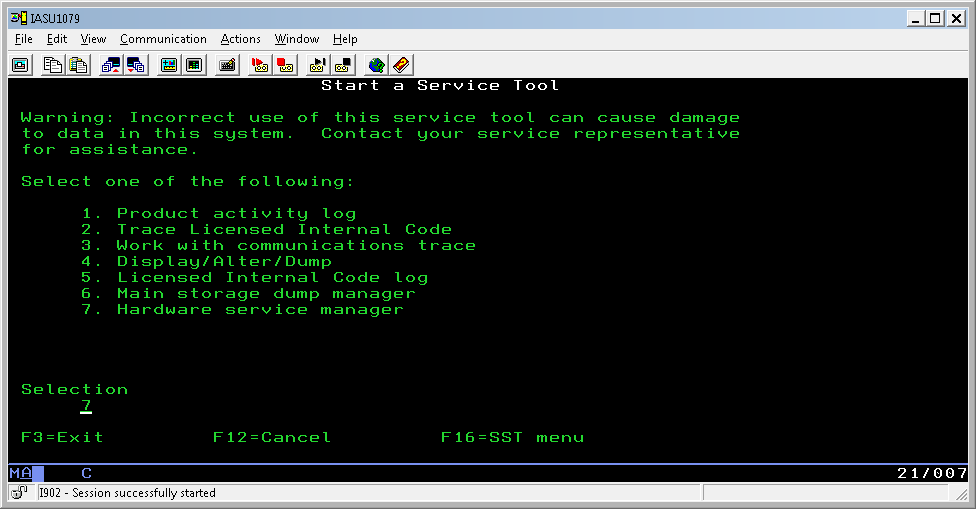 IASU1079
File Edit View Communication Actions Window Help
Start a Service Tool
Warning: Incorrect use of this service tool can cause damage
to data in this system.  Contact your service representative
for assistance.
Select one of the following:
1. Product activity log
2. Trace Licensed Internal Code
3. Work with communications trace
4. Display/Alter/Dump
5. Licensed Internal Code log
6. Main storage dump manager
7. Hardware service manager
Selection
7
F3=Exit F12=Cancel F16=SST menu
MA C 21/007
I902 - Session successfully started